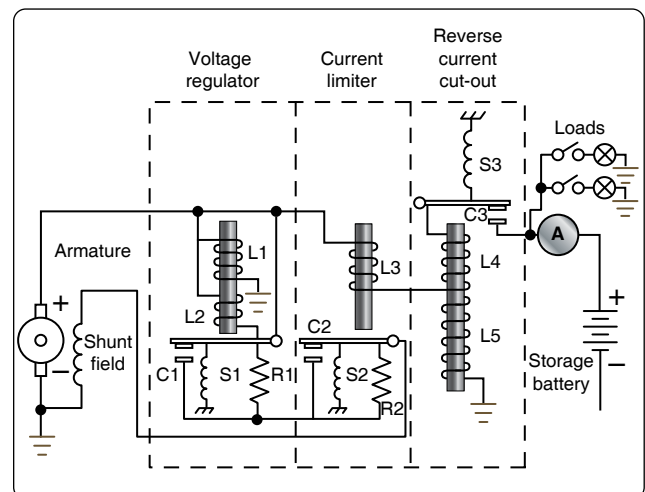 Voltage
regulator
Current
limiter
Reverse
current
cut-out
Loads
S3
C3
A
Armature
L1
L2
L3
L4
L5
+
−
Shunt
field
C1
S1
R1
C2
S2
R2
+
−
Storage
battery